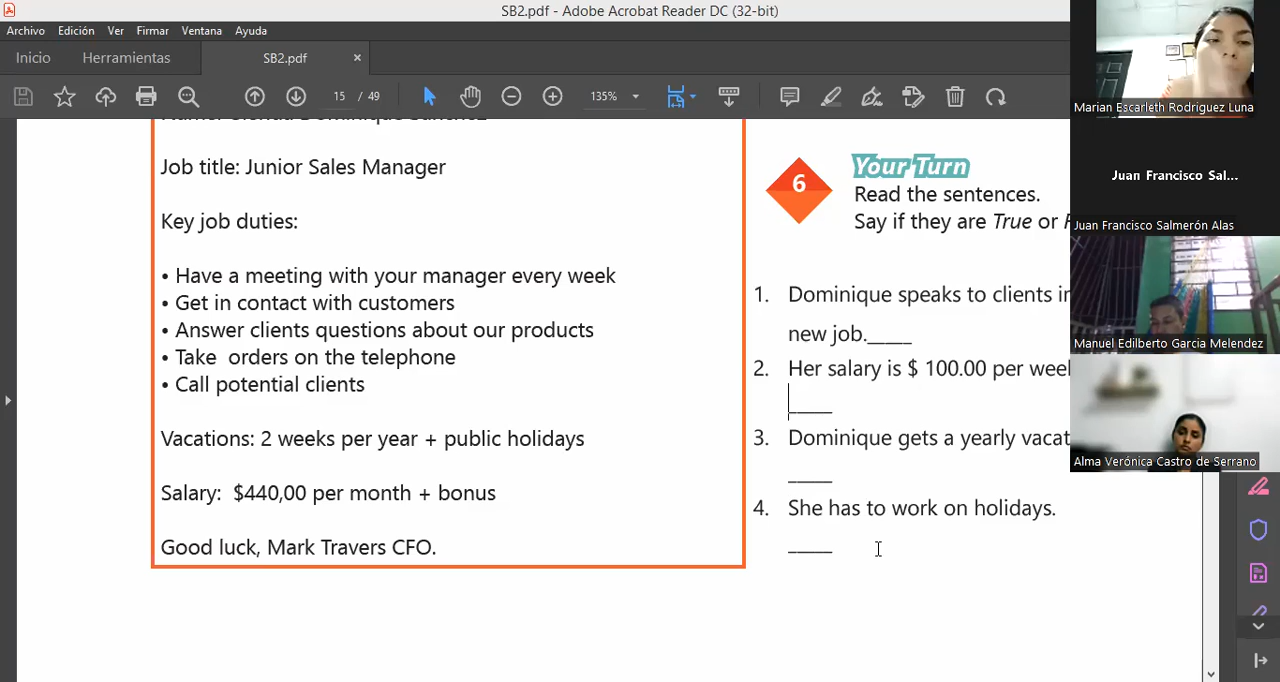 SB2.pdf - Adobe Acrobat Reader DC (32-bit)
Archivo Edición Ver Firmar Ventana Ayuda
Inicio Herramientas SB2.pdf ×
15 / 49 135%
Job title: Junior Sales Manager
Key job duties:
• Have a meeting with your manager every week
• Get in contact with customers
• Answer clients questions about our products
• Take orders on the telephone
• Call potential clients
Vacations: 2 weeks per year + public holidays
Salary: $440,00 per month + bonus
Good luck, Mark Travers CFO.
6 Your Turn
Read the sentences.
Say if they are True or
1. Dominique speaks to clients in
new job._____
2. Her salary is $ 100.00 per week
_____
3. Dominique gets a yearly
_____
4. She has to work on holidays.
_____
Marian Escarleth Rodriguez Luna
Juan Francisco Sal...
Juan Francisco Salmerón Alas
Manuel Edilberto Garcia Melendez
Alma Verónica Castro de Serrano